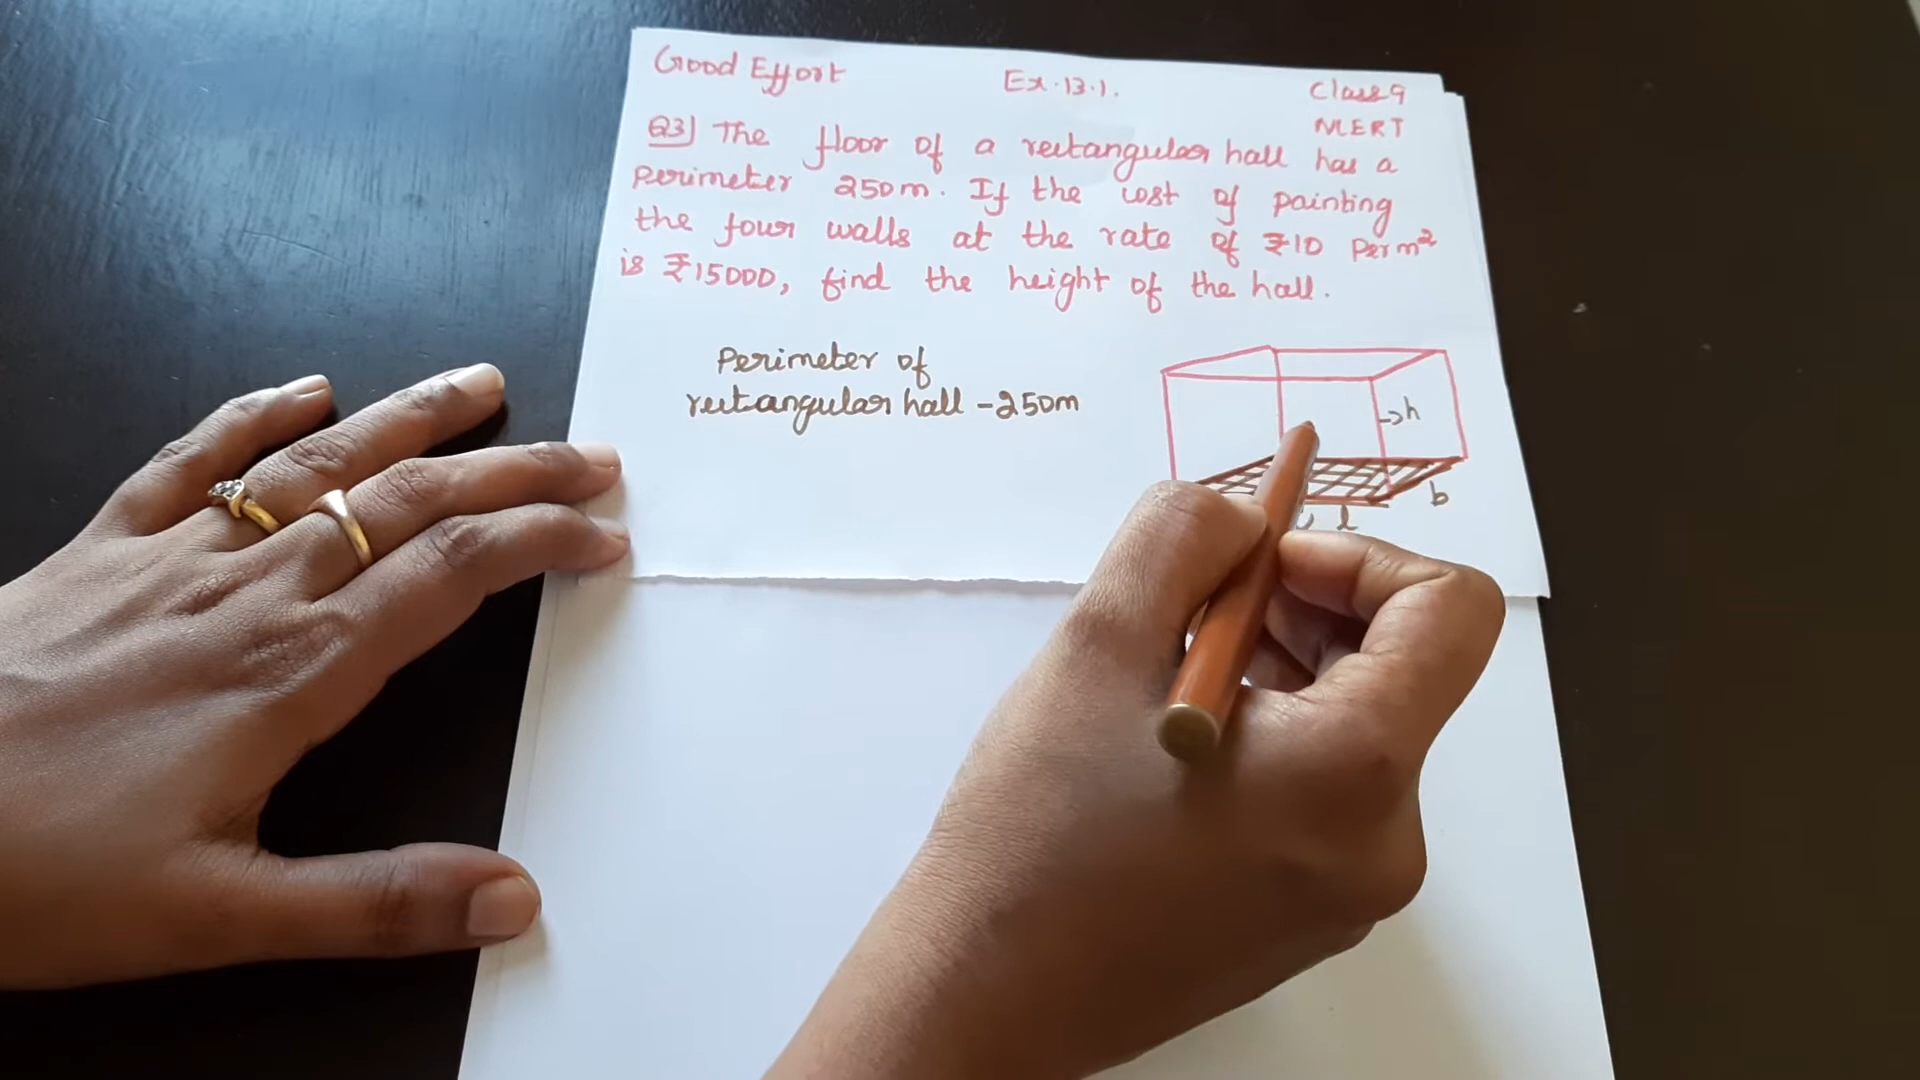 Good Effort Ex.13.1. Class 9
NCERT
Q3) The floor of a rectangular hall has a
perimeter 250m. If the cost of painting
the four walls at the rate of ₹10 per m²
is ₹15000, find the height of the hall.
Perimeter of
rectangular hall - 250m
→h
b
l